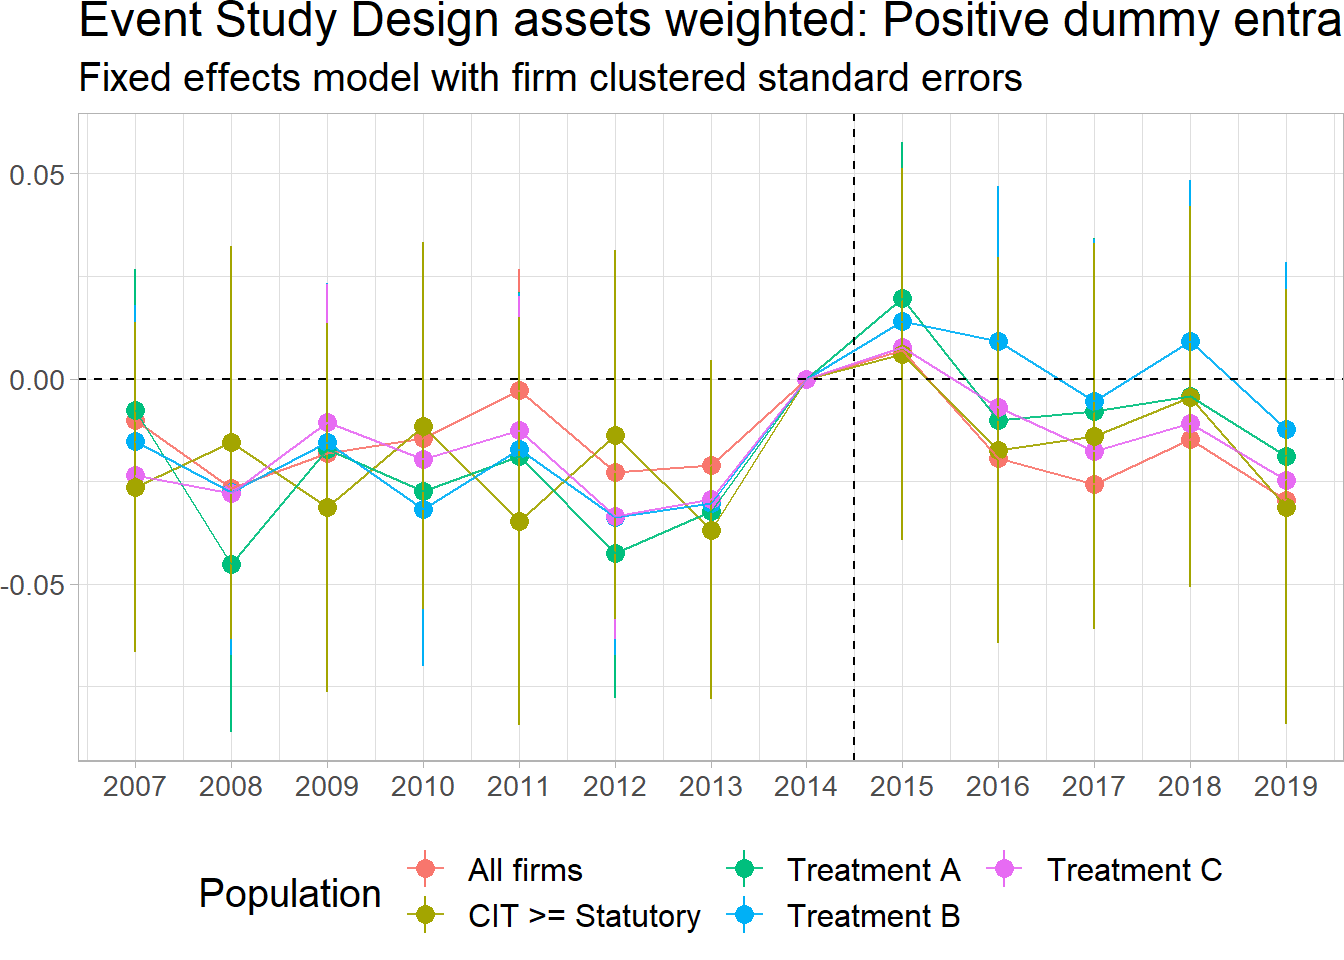 Event Study Design assets weighted: Positive dummy entra
Fixed effects model with firm clustered standard errors
0.05
0.00
-0.05
2007 2008 2009 2010 2011 2012 2013 2014 2015 2016 2017 2018 2019
Population
All firms
CIT >= Statutory
Treatment A
Treatment B
Treatment C